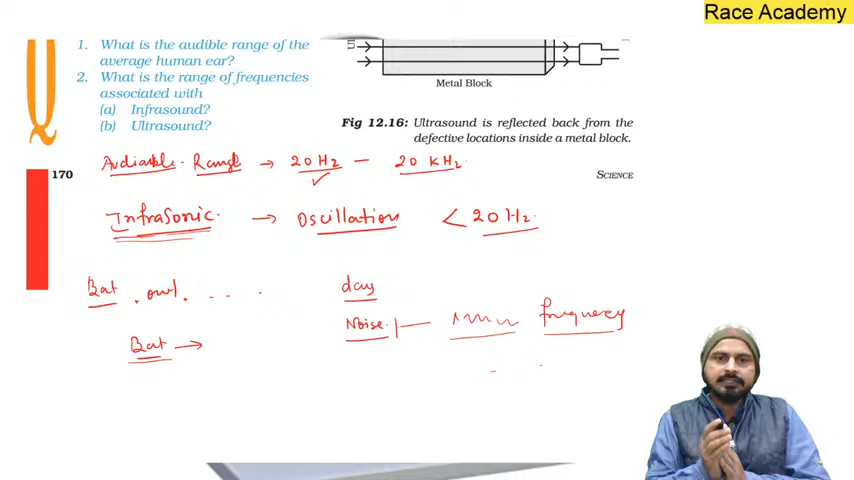 Race Academy
1. What is the audible range of the
average human ear?
2. What is the range of frequencies
associated with
(a) Infrasound?
(b) Ultrasound?
Q
Ul
Metal Block
Fig 12.16: Ultrasound is reflected back from the
defective locations inside a metal block.
170
SCIENCE
Audiable Range → 20 Hz - 20 KHz.
Infrasonic. → Oscillation < 20 Hz.
Bat . owl. ... .
day
Noise. frequency
Bat →